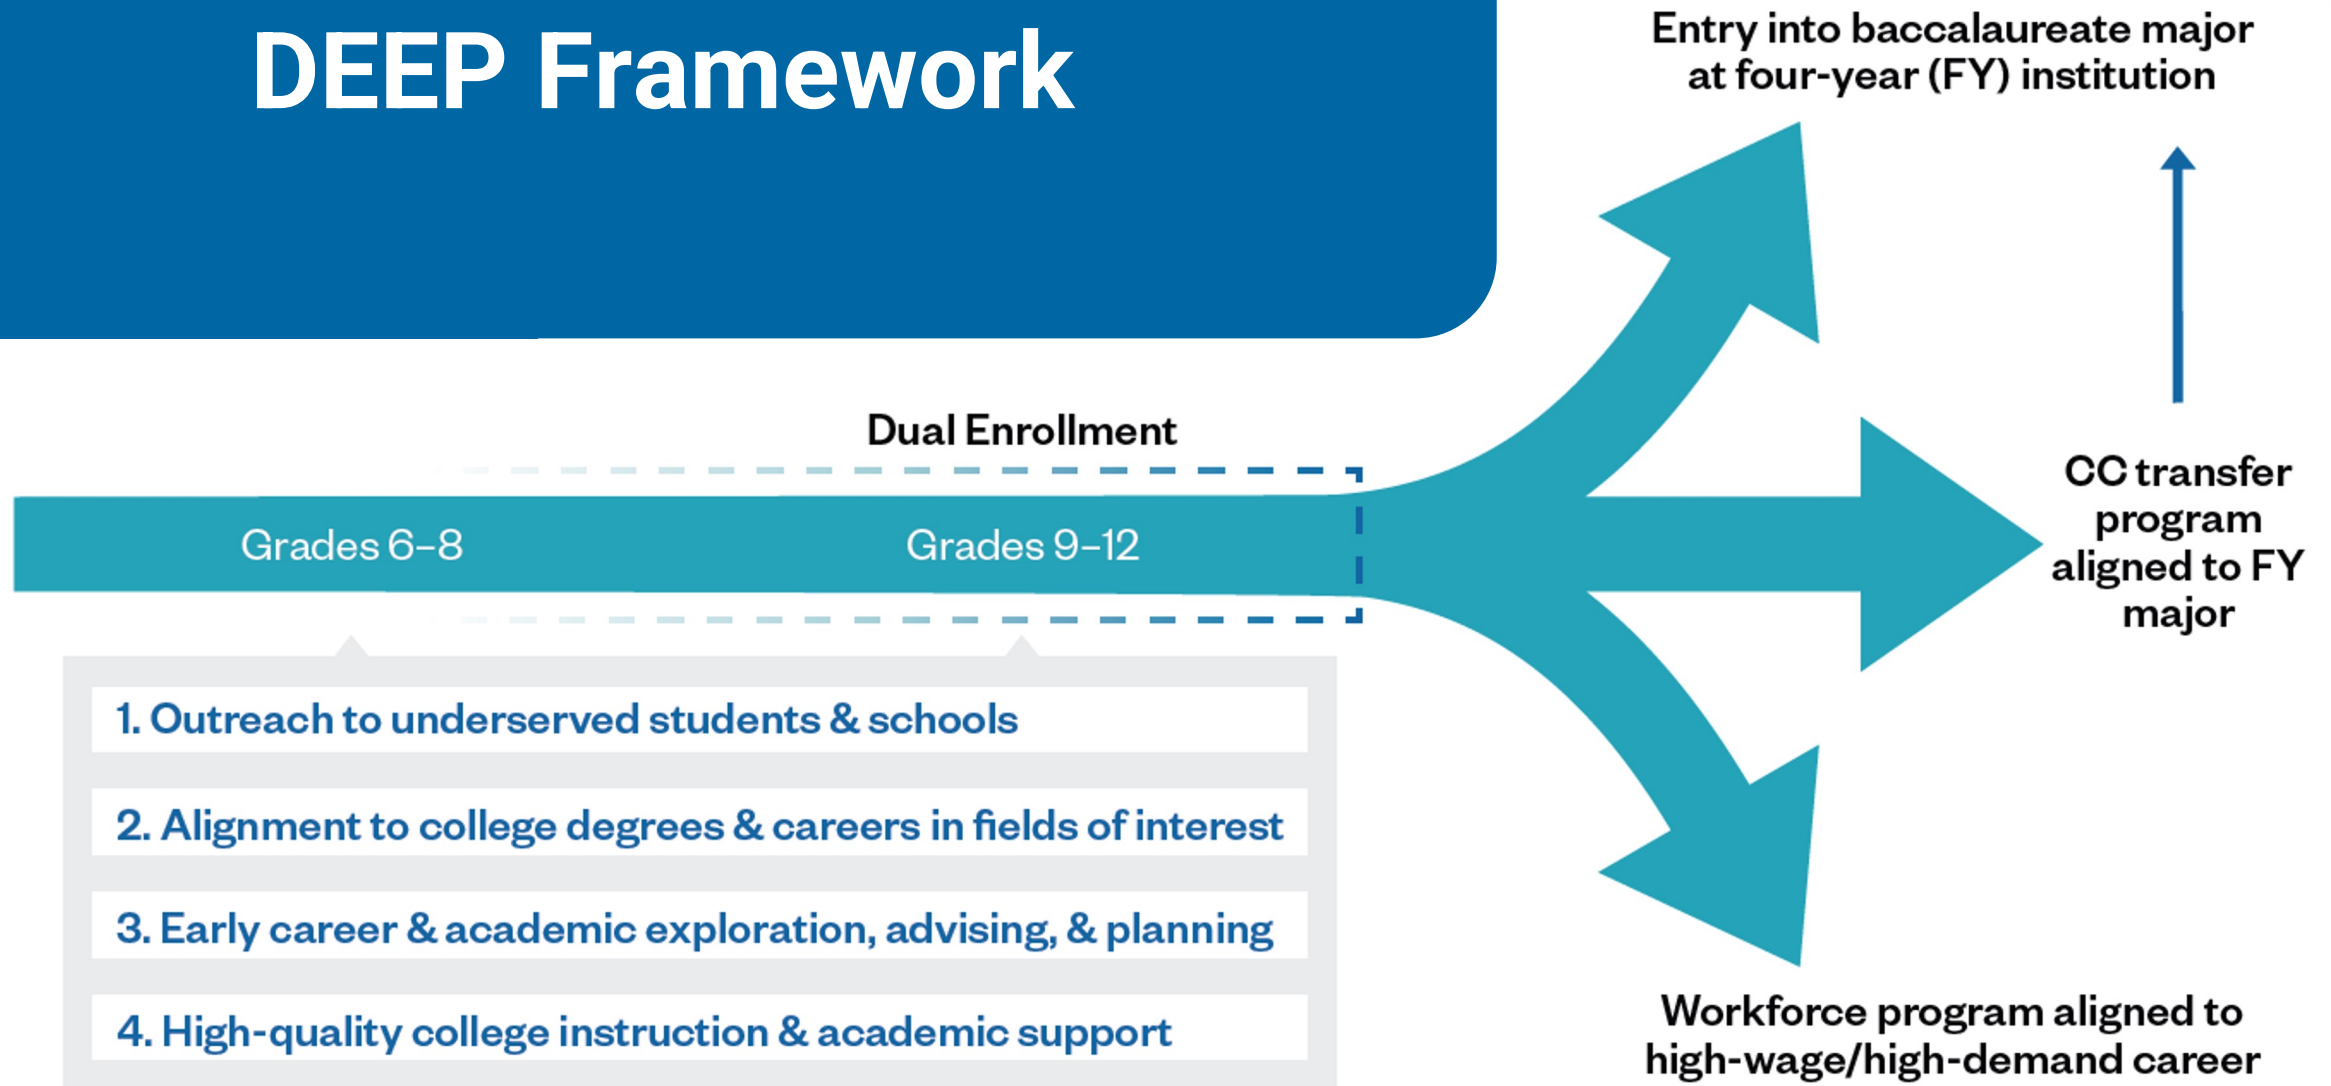 DEEP Framework
Entry into baccalaureate major
at four-year (FY) institution
Dual Enrollment
Grades 6–8
Grades 9–12
CC transfer
program
aligned to FY
major
1. Outreach to underserved students & schools
2. Alignment to college degrees & careers in fields of interest
3. Early career & academic exploration, advising, & planning
4. High-quality college instruction & academic support
Workforce program aligned to
high-wage/high-demand career